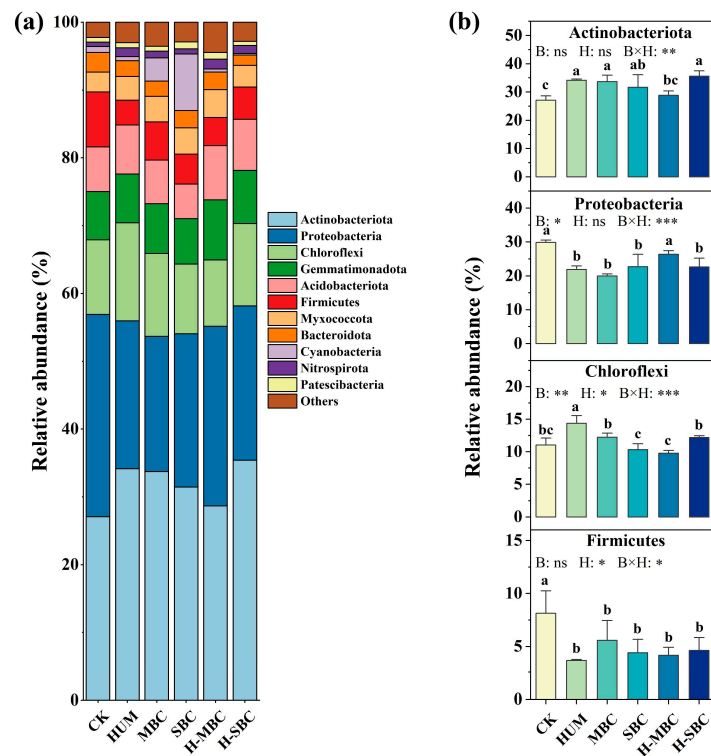 (a)
Relative abundance (%)
100
80
60
40
20
0
CK
HUM
MBC
SBC
H-MBC
H-SBC
Actinobacteriota
Proteobacteria
Chloroflexi
Gemmatimonadota
Acidobacteriota
Firmicutes
Myxococcota
Bacteroidota
Cyanobacteria
Nitrospirota
Patescibacteria
Others
(b)
Relative abundance (%)
Relative abundance (%)
Actinobacteriota
B: ns H: ns B×H: **
50
40
30
20
10
0
c a a ab bc a
Proteobacteria
B: * H: ns B×H: ***
40
30
20
10
0
a b b b a b
Chloroflexi
B: ** H: * B×H: ***
20
15
10
5
0
bc a b c c b
Firmicutes
B: ns H: * B×H: *
15
10
5
0
a b b b b b
CK
HUM
MBC
SBC
H-MBC
H-SBC